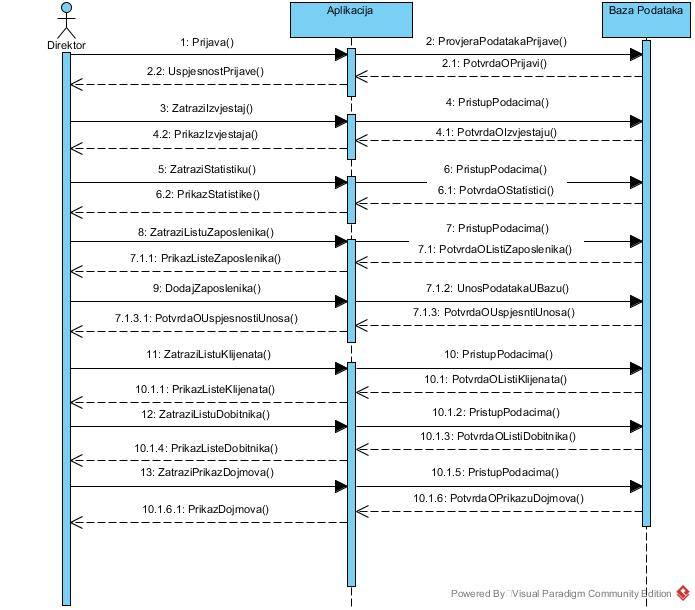 Aplikacija
Baza Podataka
Direktor
1: Prijava()
2: ProvjeraPodatakaPrijave()
2.1: PotvrdaOPrijavi()
2.2: UspjesnostPrijave()
3: ZatraziIzvjestaj()
4: PristupPodacima()
4.1: PotvrdaOIzvjestaju()
4.2: PrikazIzvjestaja()
5: ZatraziStatistiku()
6: PristupPodacima()
6.1: PotvrdaOStatistici()
6.2: PrikazStatistike()
8: ZatraziListuZaposlenika()
7: PristupPodacima()
7.1: PotvrdaOListiZaposlenika()
7.1.1: PrikazListeZaposlenika()
9: DodajZaposlenika()
7.1.2: UnosPodatakaUBazu()
7.1.3: PotvrdaOUspjesntiUnosa()
7.1.3.1: PotvrdaOUspjesnostiUnosa()
11: ZatraziListuKlijenata()
10: PristupPodacima()
10.1: PotvrdaOListiKlijenata()
10.1.1: PrikazListeKlijenata()
12: ZatraziListuDobitnika()
10.1.2: PristupPodacima()
10.1.3: PotvrdaOListiDobitnika()
10.1.4: PrikazListeDobitnika()
13: ZatraziPrikazDojmova()
10.1.5: PristupPodacima()
10.1.6: PotvrdaOPrikazuDojmova()
10.1.6.1: PrikazDojmova()
Powered By Visual Paradigm Community Edition